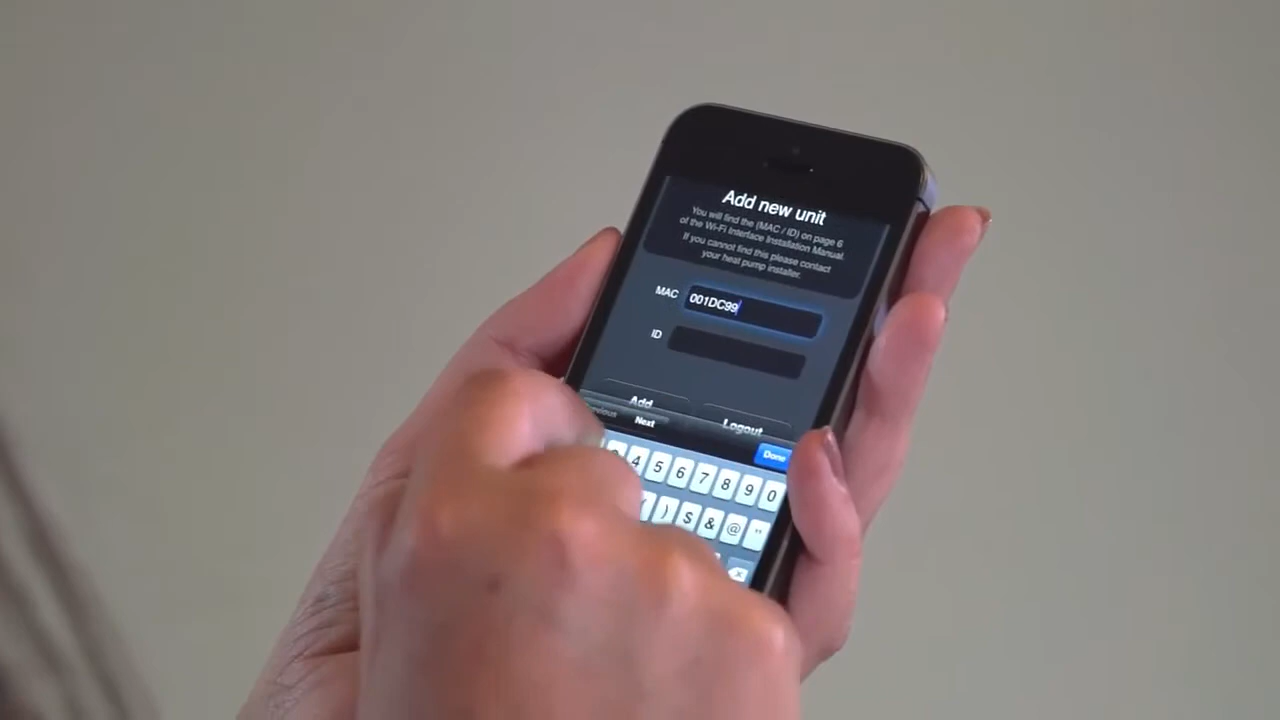 Add new unit
You will find the (MAC / ID) on page 6
of the Wi-Fi Interface Installation Manual.
If you cannot find this please contact
your heat pump installer.
MAC 001DC99
ID
Add
Logout
Next
Done
4 5 6 7 8 9 0
) $ & @ "